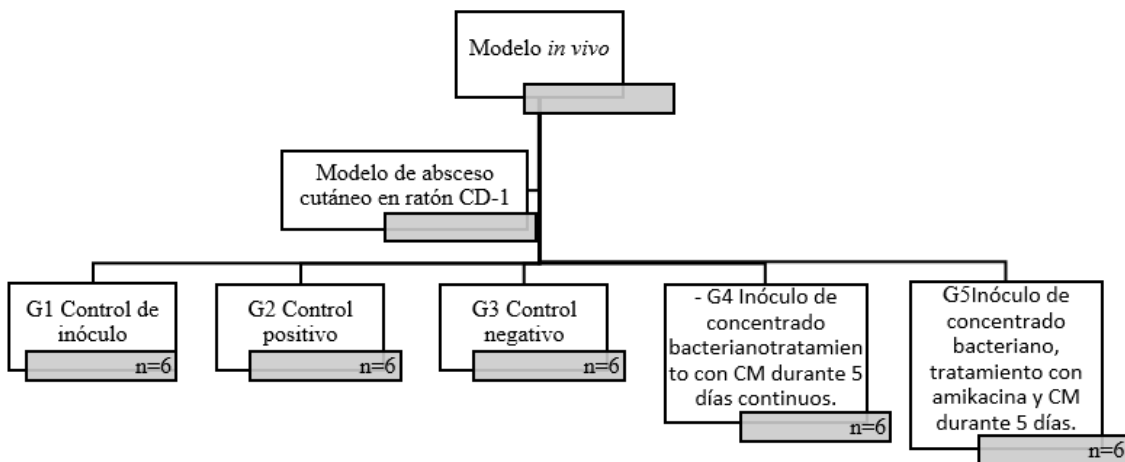 Modelo in vivo
Modelo de absceso
cutáneo en ratón CD-1
G1 Control de
inóculo
n=6
G2 Control
positivo
n=6
G3 Control
negativo
n=6
- G4 Inóculo de
concentrado
bacterianotratamien
to con CM durante 5
días continuos.
n=6
G5Inóculo de
concentrado
bacteriano,
tratamiento con
amikacina y CM
durante 5 días.
n=6